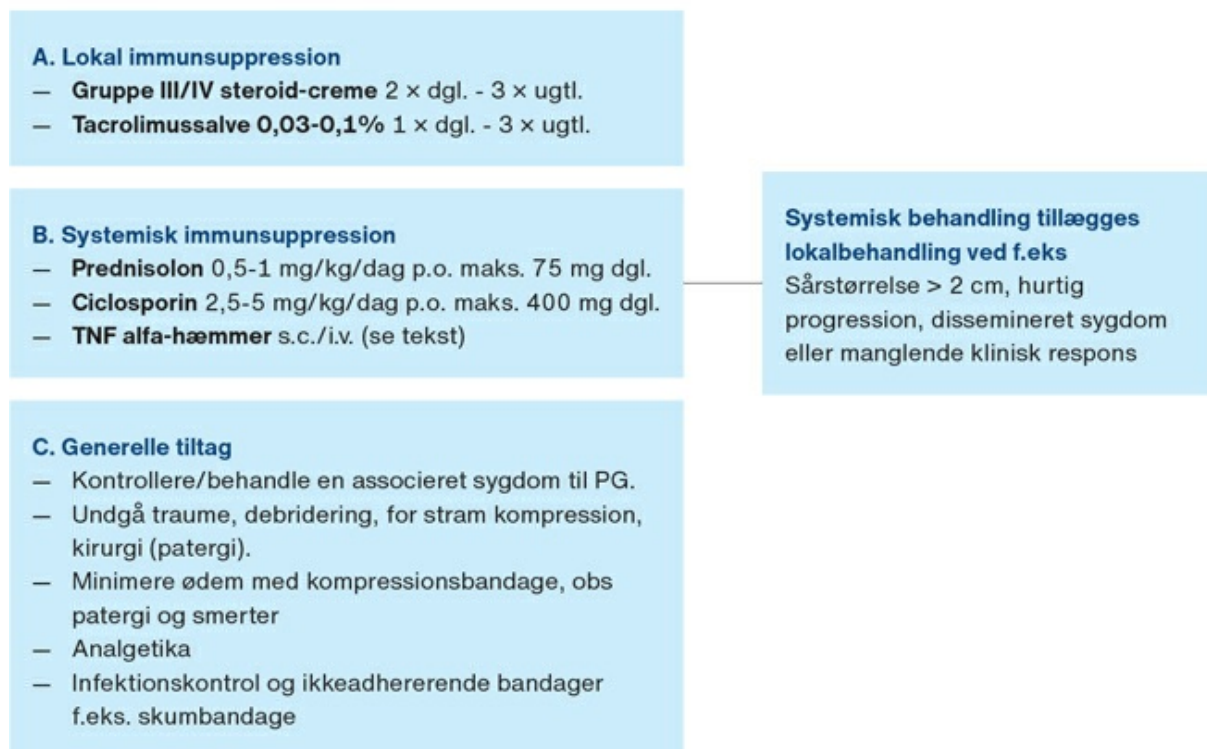 A. Lokal immunsuppression
— Gruppe III/IV steroid-creme 2 × dgl. - 3 × ugtl.
— Tacrolimussalve 0,03-0,1% 1 × dgl. - 3 × ugtl.
B. Systemisk immunsuppression
— Prednisolon 0,5-1 mg/kg/dag p.o. maks. 75 mg dgl.
— Ciclosporin 2,5-5 mg/kg/dag p.o. maks. 400 mg dgl.
— TNF alfa-hæmmer s.c./i.v. (se tekst)
Systemisk behandling tillægges
lokalbehandling ved f.eks
Sårstørrelse > 2 cm, hurtig
progression, dissemineret sygdom
eller manglende klinisk respons
C. Generelle tiltag
— Kontrollere/behandle en associeret sygdom til PG.
— Undgå traume, debridering, for stram kompression,
kirurgi (patergi).
— Minimere ødem med kompressionsbandage, obs
patergi og smerter
— Analgetika
— Infektionskontrol og ikkeadhererende bandager
f.eks. skumbandage